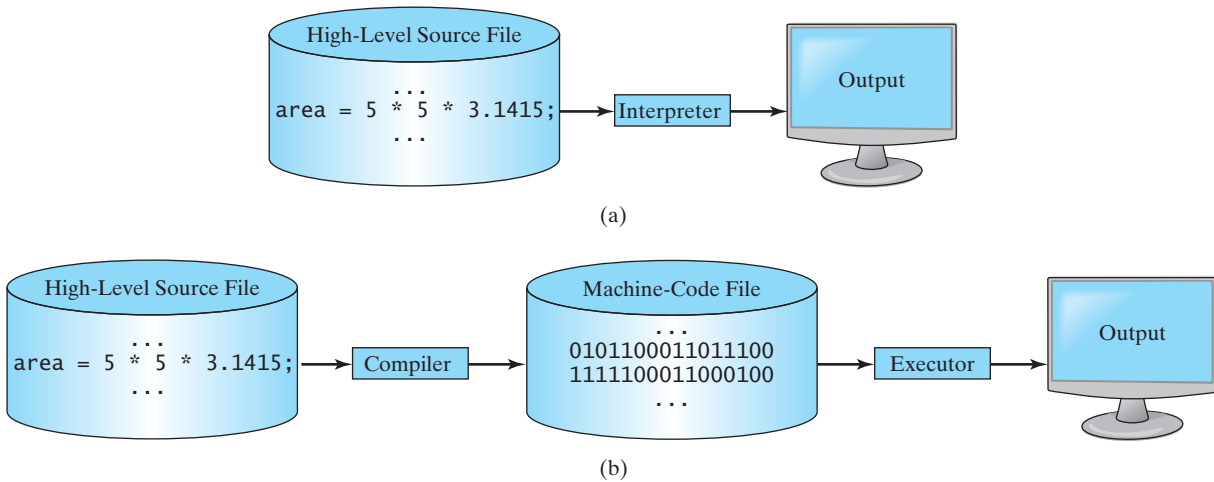 High-Level Source File
...
area = 5 * 5 * 3.1415;
...
Interpreter
Output
(a)
High-Level Source File
...
area = 5 * 5 * 3.1415;
...
Compiler
Machine-Code File
...
0101100011011100
1111100011000100
...
Executor
Output
(b)